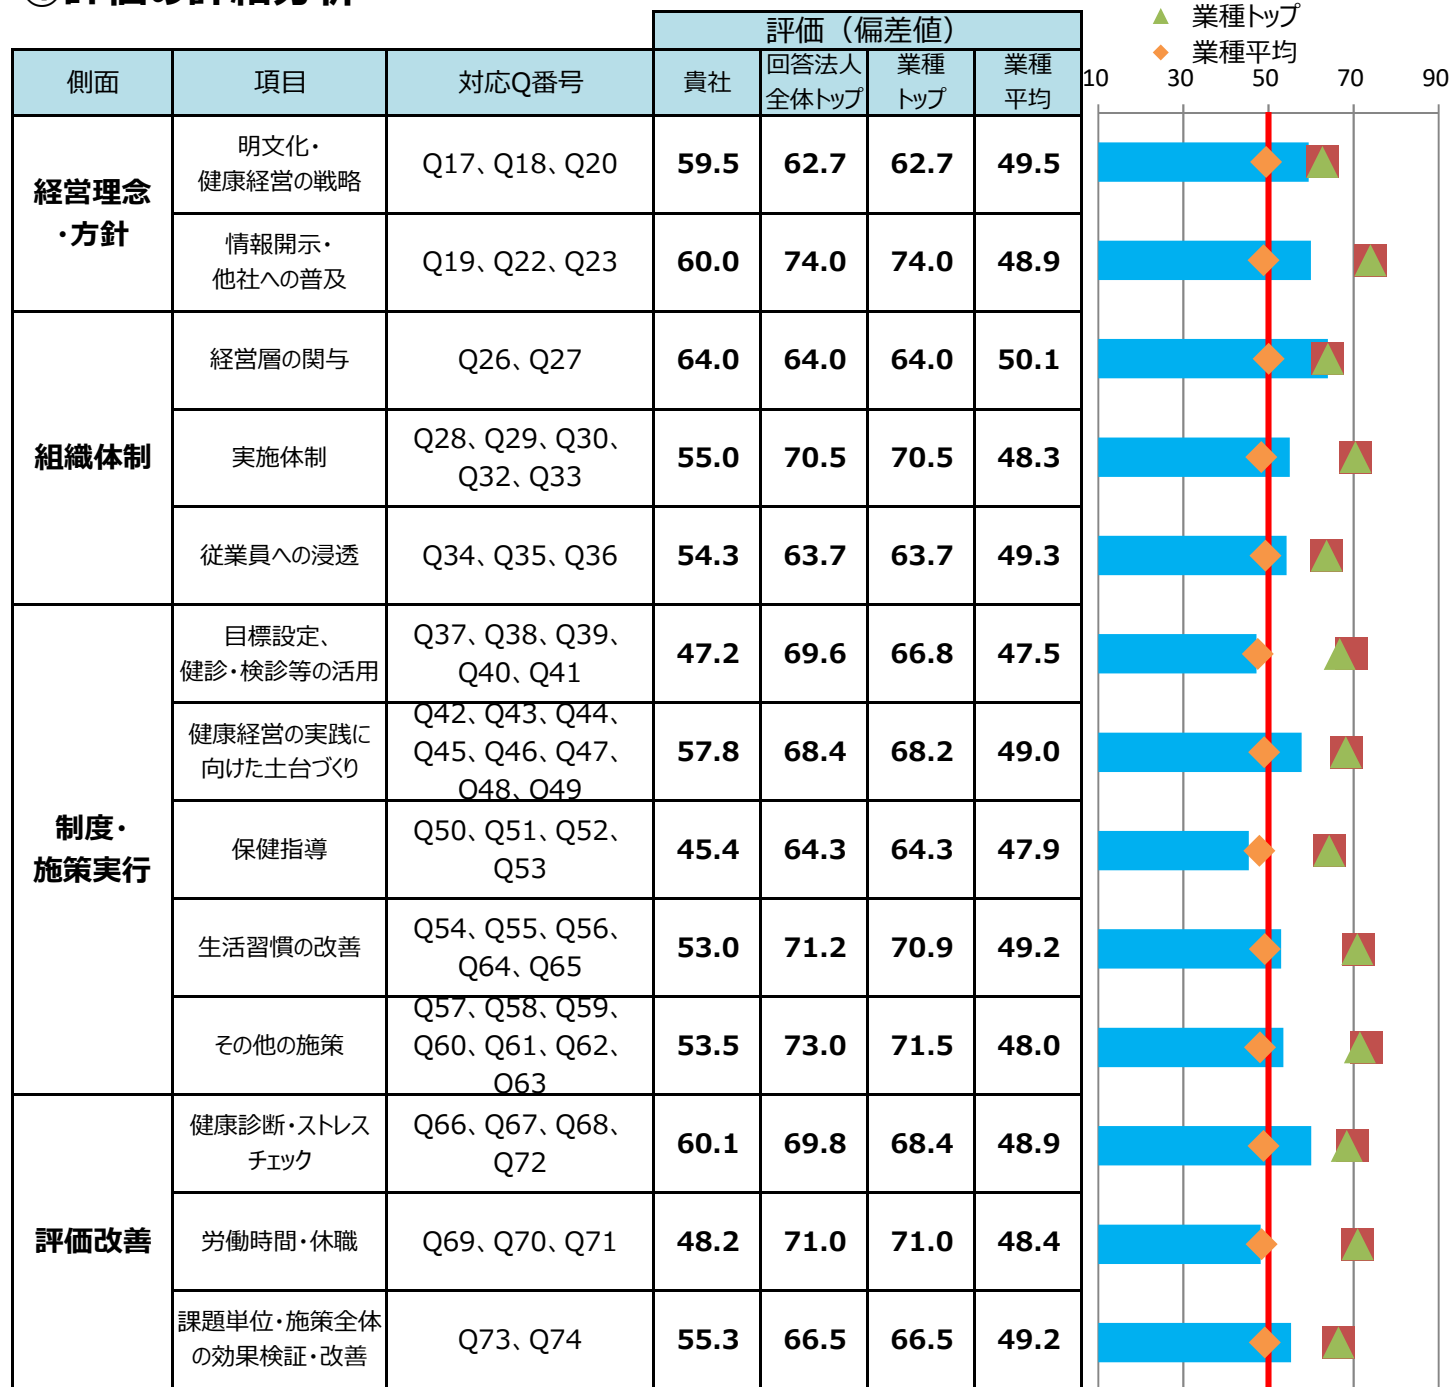 評価（偏差値）
▲ 業種トップ
◆ 業種平均
側面 項目 対応Q番号 貴社 回答法人 業種 業種
全体トップ トップ 平均
10 30 50 70 90
経営理念
・方針
明文化・
健康経営の戦略
Q17、Q18、Q20 59.5 62.7 62.7 49.5
情報開示・
他社への普及
Q19、Q22、Q23 60.0 74.0 74.0 48.9
組織体制
経営層の関与 Q26、Q27 64.0 64.0 64.0 50.1
実施体制
Q28、Q29、Q30、
Q32、Q33
55.0 70.5 70.5 48.3
従業員への浸透 Q34、Q35、Q36 54.3 63.7 63.7 49.3
制度・
施策実行
目標設定、
健診・検診等の活用
Q37、Q38、Q39、
Q40、Q41
47.2 69.6 66.8 47.5
健康経営の実践に
向けた土台づくり
Q42、Q43、Q44、
Q45、Q46、Q47、
Q48、Q49
57.8 68.4 68.2 49.0
保健指導
Q50、Q51、Q52、
Q53
45.4 64.3 64.3 47.9
生活習慣の改善
Q54、Q55、Q56、
Q64、Q65
53.0 71.2 70.9 49.2
その他の施策
Q57、Q58、Q59、
Q60、Q61、Q62、
Q63
53.5 73.0 71.5 48.0
評価改善
健康診断・ストレス
チェック
Q66、Q67、Q68、
Q72
60.1 69.8 68.4 48.9
労働時間・休職 Q69、Q70、Q71 48.2 71.0 71.0 48.4
課題単位・施策全体
の効果検証・改善
Q73、Q74 55.3 66.5 66.5 49.2